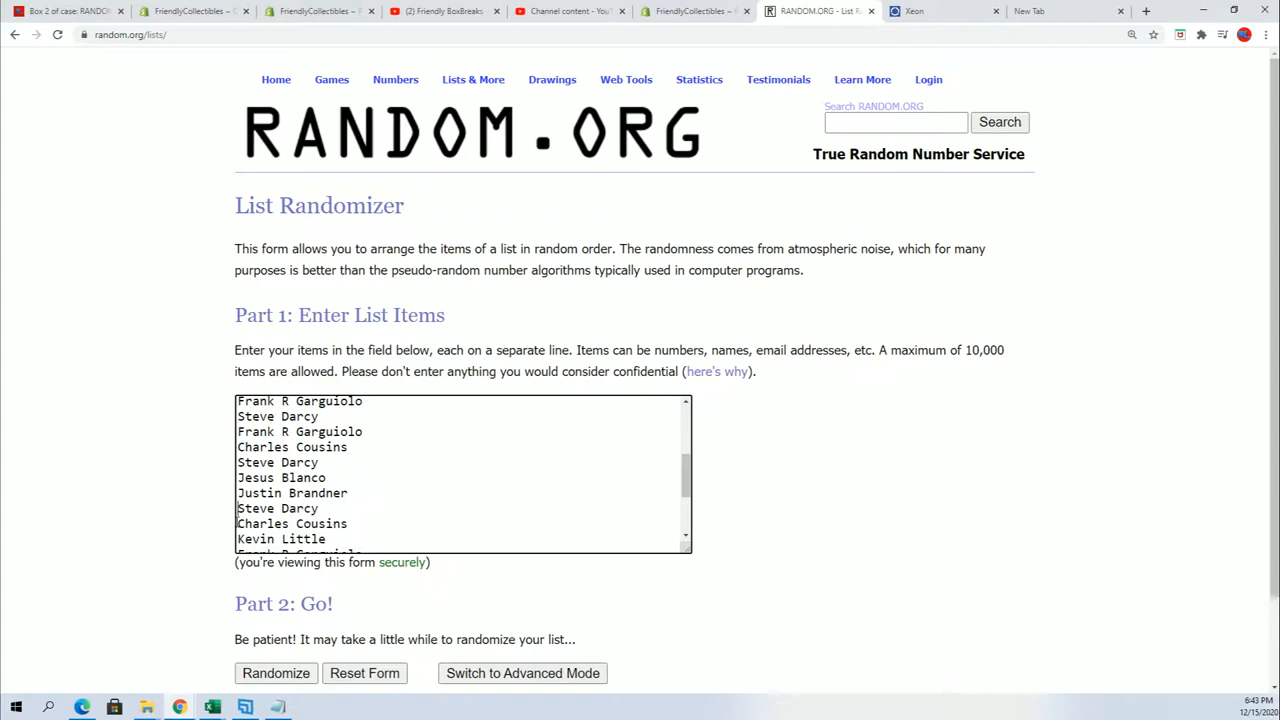 Box 2 of case: RANDOM
FriendlyCollectibles – C
FriendlyCollectibles – F
(2) Friendly BoxBreaks
Channel content - YouT
FriendlyCollectibles – R
RANDOM.ORG - List Ra
Xeon
New Tab
random.org/lists/
Home Games Numbers Lists & More Drawings Web Tools Statistics Testimonials Learn More Login
RANDOM.ORG
Search RANDOM.ORG
Search
True Random Number Service
List Randomizer
This form allows you to arrange the items of a list in random order. The randomness comes from atmospheric noise, which for many
purposes is better than the pseudo-random number algorithms typically used in computer programs.
Part 1: Enter List Items
Enter your items in the field below, each on a separate line. Items can be numbers, names, email addresses, etc. A maximum of 10,000
items are allowed. Please don't enter anything you would consider confidential (here's why).
Frank R Garguiolo
Steve Darcy
Frank R Garguiolo
Charles Cousins
Steve Darcy
Jesus Blanco
Justin Brandner
Steve Darcy
Charles Cousins
Kevin Little
Frank R Garguiolo
(you're viewing this form securely)
Part 2: Go!
Be patient! It may take a little while to randomize your list...
Randomize Reset Form Switch to Advanced Mode
6:43 PM
12/15/2020